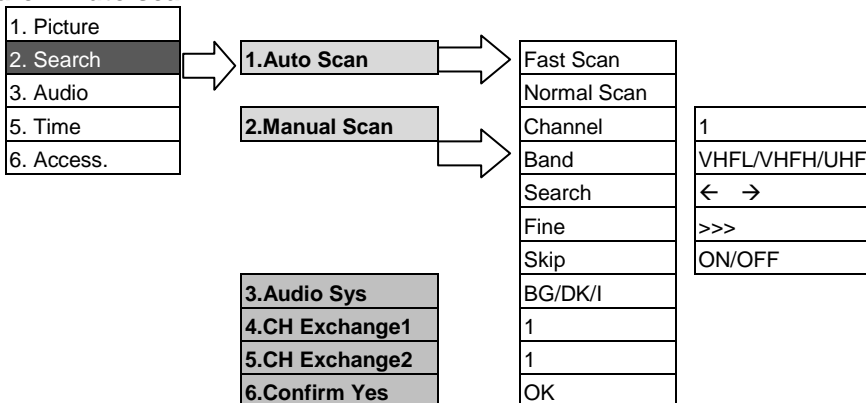 1. Picture
2. Search
3. Audio
5. Time
6. Access.
1.Auto Scan
2.Manual Scan
3.Audio Sys
4.CH Exchange1
5.CH Exchange2
6.Confirm Yes
Fast Scan
Normal Scan
Channel
Band
Search
Fine
Skip
BG/DK/I
1
1
OK
1
VHFL/VHFH/UHF
← →
>>>
ON/OFF